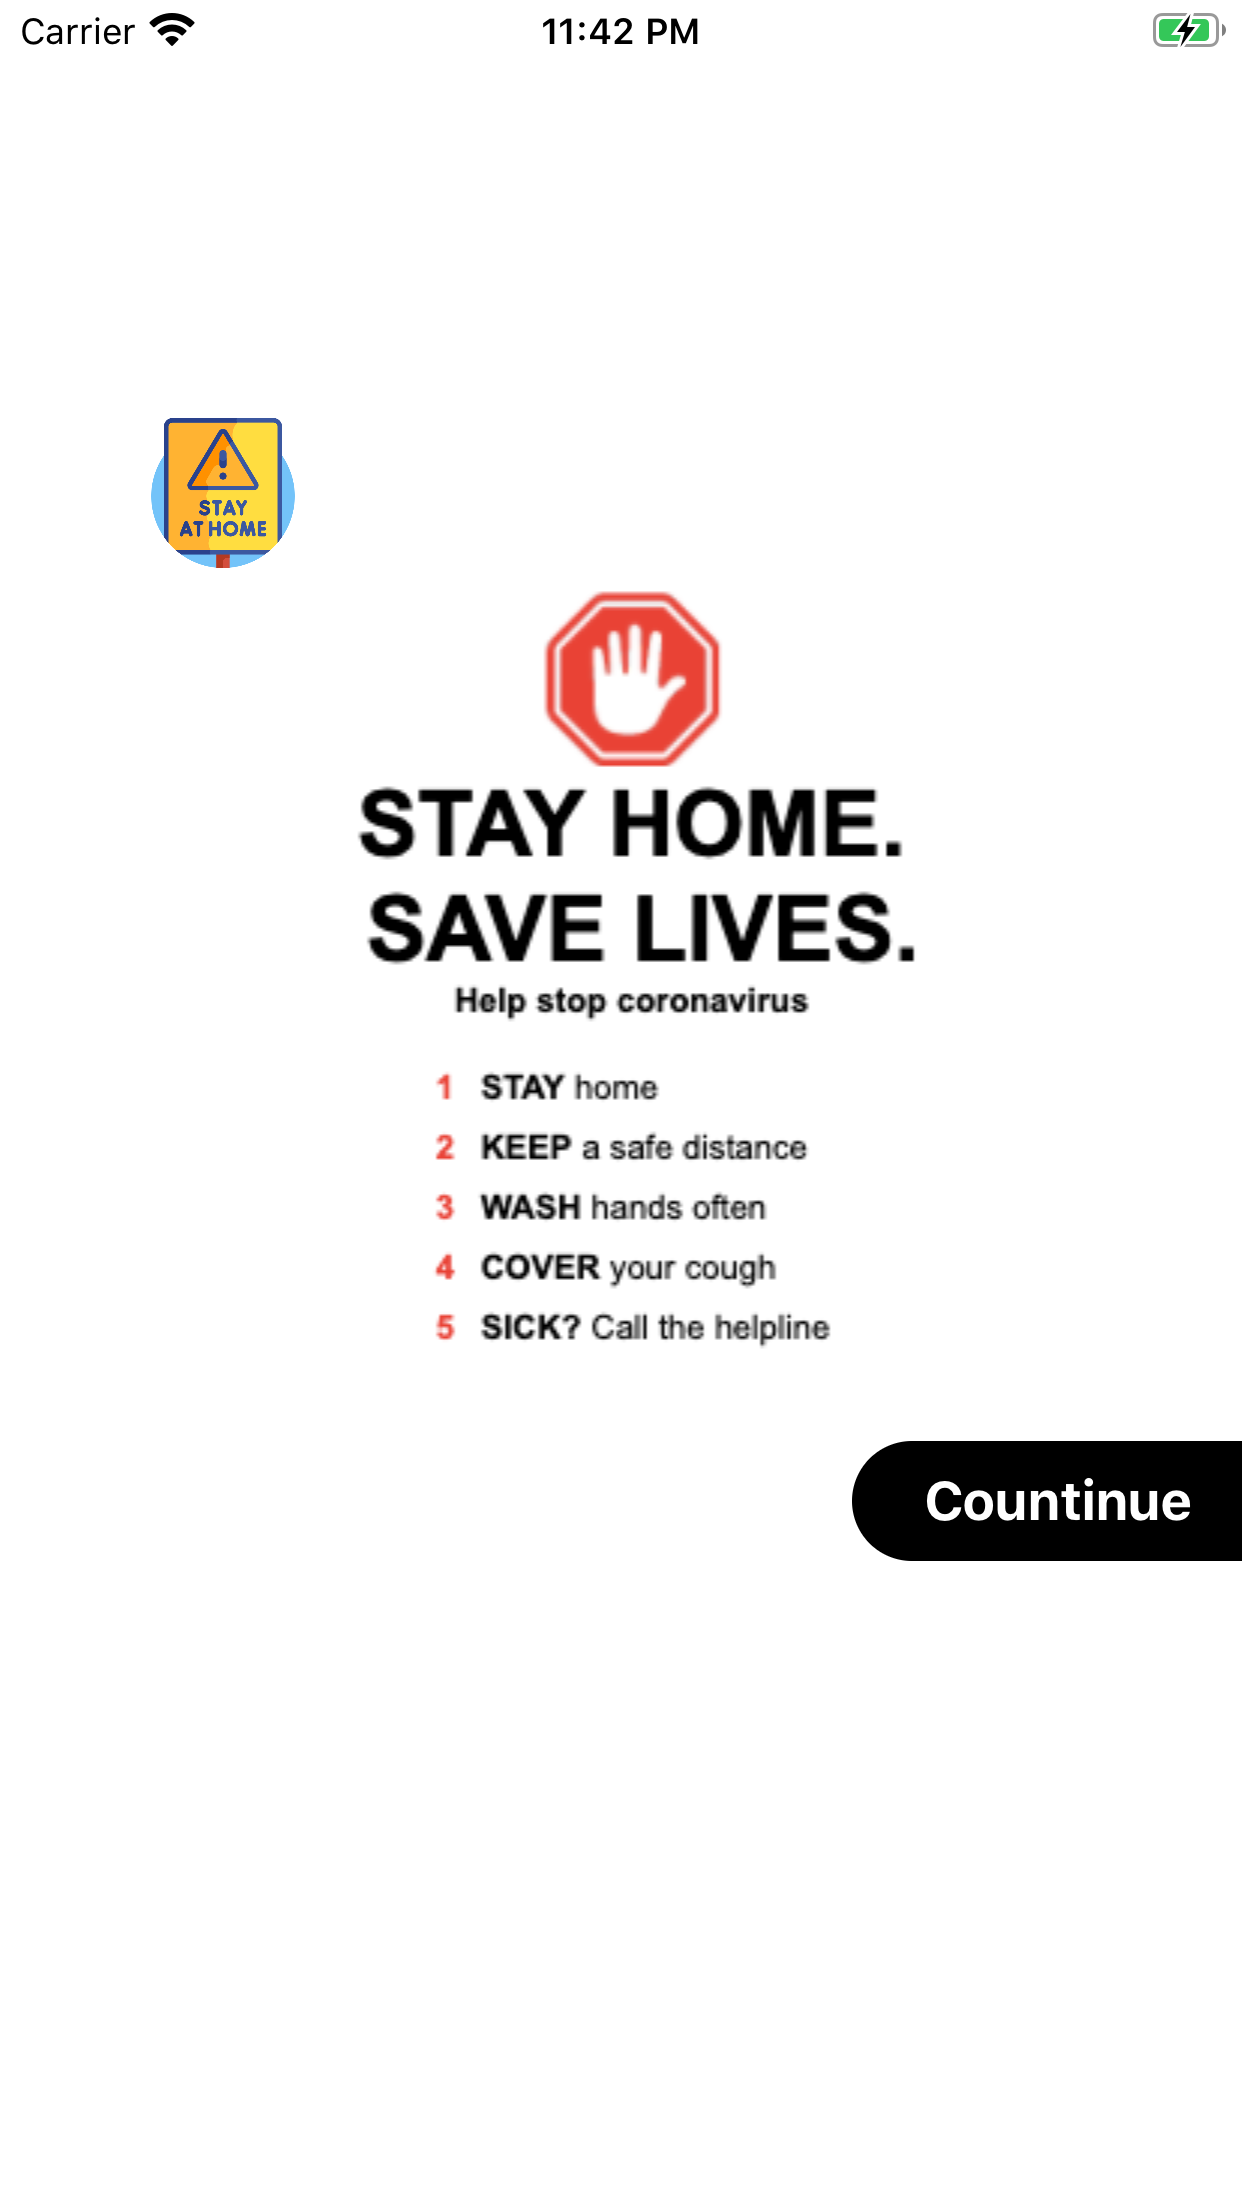 Carrier
11:42 PM
STAY
AT HOME
STAY HOME.
SAVE LIVES.
Help stop coronavirus
1 STAY home
2 KEEP a safe distance
3 WASH hands often
4 COVER your cough
5 SICK? Call the helpline
Countinue